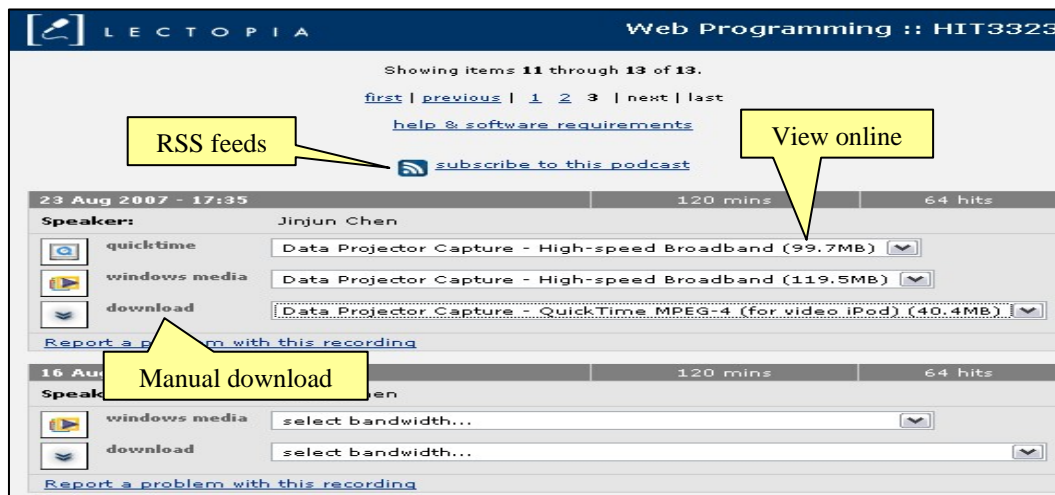 LECTOPIA Web Programming :: HIT3323
Showing items 11 through 13 of 13.
first | previous | 1 2 3 | next | last
help & software requirements
RSS feeds
View online
subscribe to this podcast
23 Aug 2007 - 17:35 120 mins 64 hits
Speaker: Jinjun Chen
quicktime Data Projector Capture - High-speed Broadband (99.7MB)
windows media Data Projector Capture - High-speed Broadband (119.5MB)
download Data Projector Capture - QuickTime MPEG-4 (for video iPod) (40.4MB)
Report a problem with this recording
Manual download
16 120 mins 64 hits
windows media select bandwidth...
download select bandwidth...
Report a problem with this recording